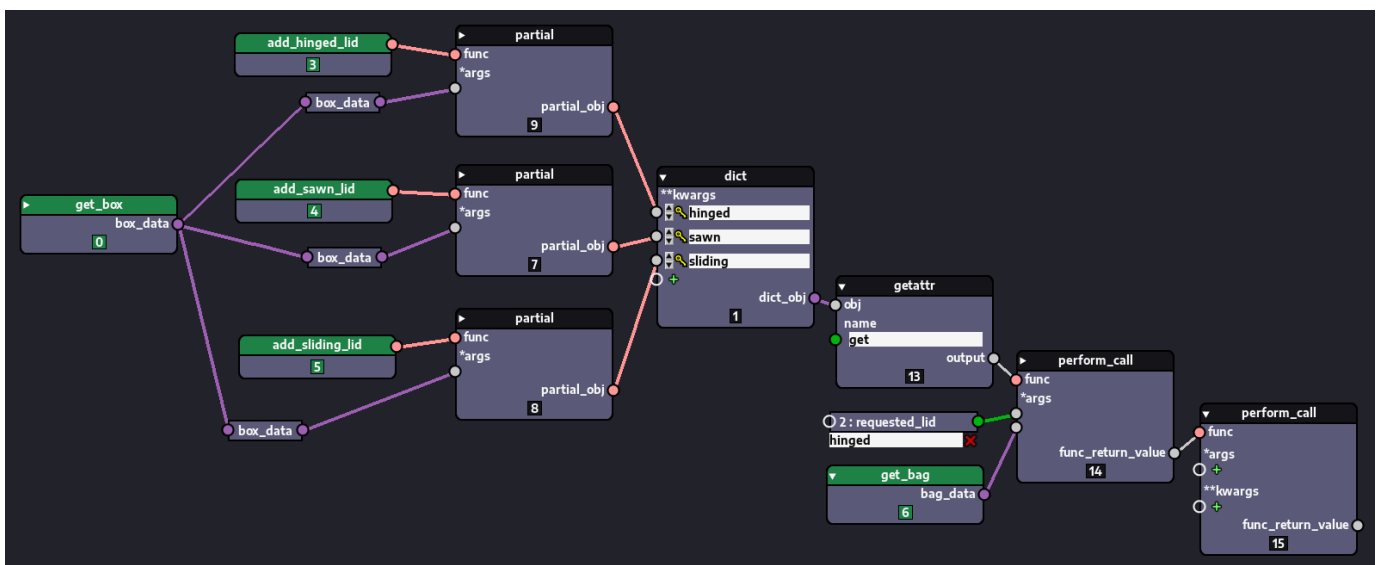 add_hinged_lid
3
partial
func
*args
partial_obj
9
box_data
get_box
box_data
0
add_sawn_lid
4
partial
func
*args
partial_obj
7
box_data
add_sliding_lid
5
partial
func
*args
partial_obj
8
box_data
dict
**kwargs
hinged
sawn
sliding
+
dict_obj
1
getattr
obj
name
get
output
13
2 : requested_lid
hinged
get_bag
bag_data
6
perform_call
func
*args
func_return_value
14
perform_call
func
*args
+
**kwargs
+
func_return_value
15